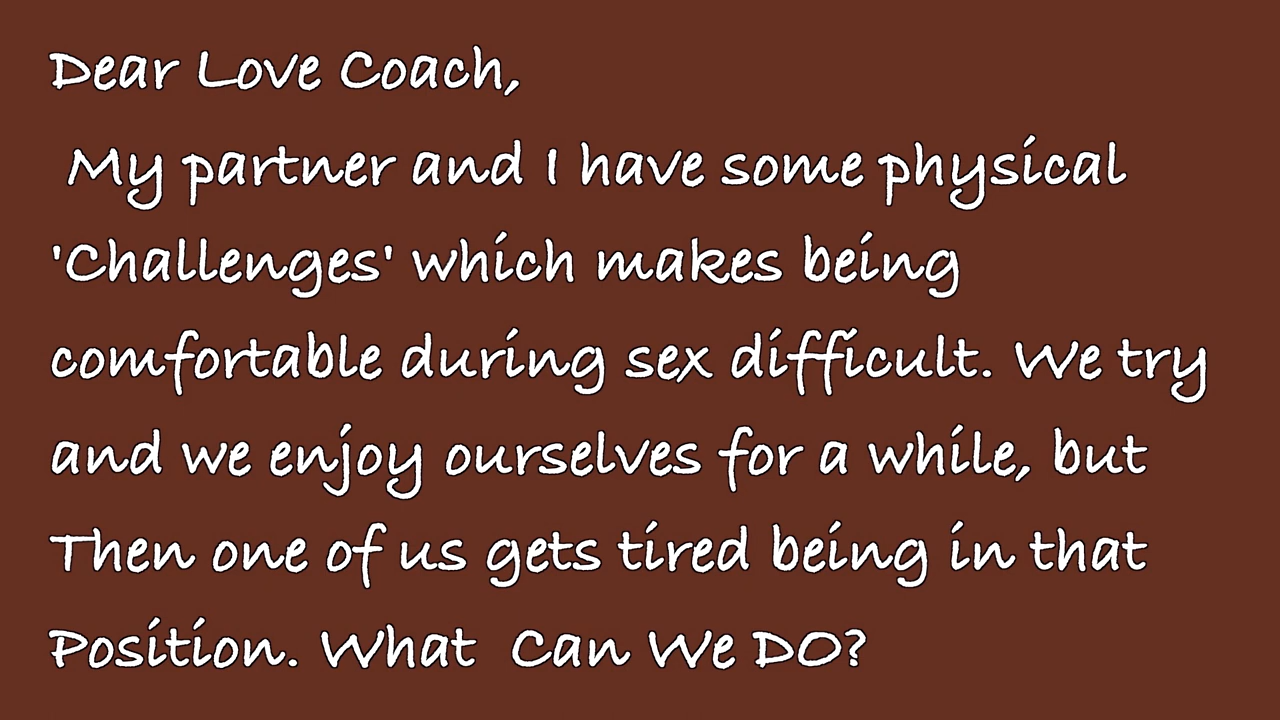 Dear Love Coach,
My partner and I have some physical
'Challenges' which makes being
comfortable during sex difficult. We try
and we enjoy ourselves for a while, but
Then one of us gets tired being in that
Position. What Can We DO?